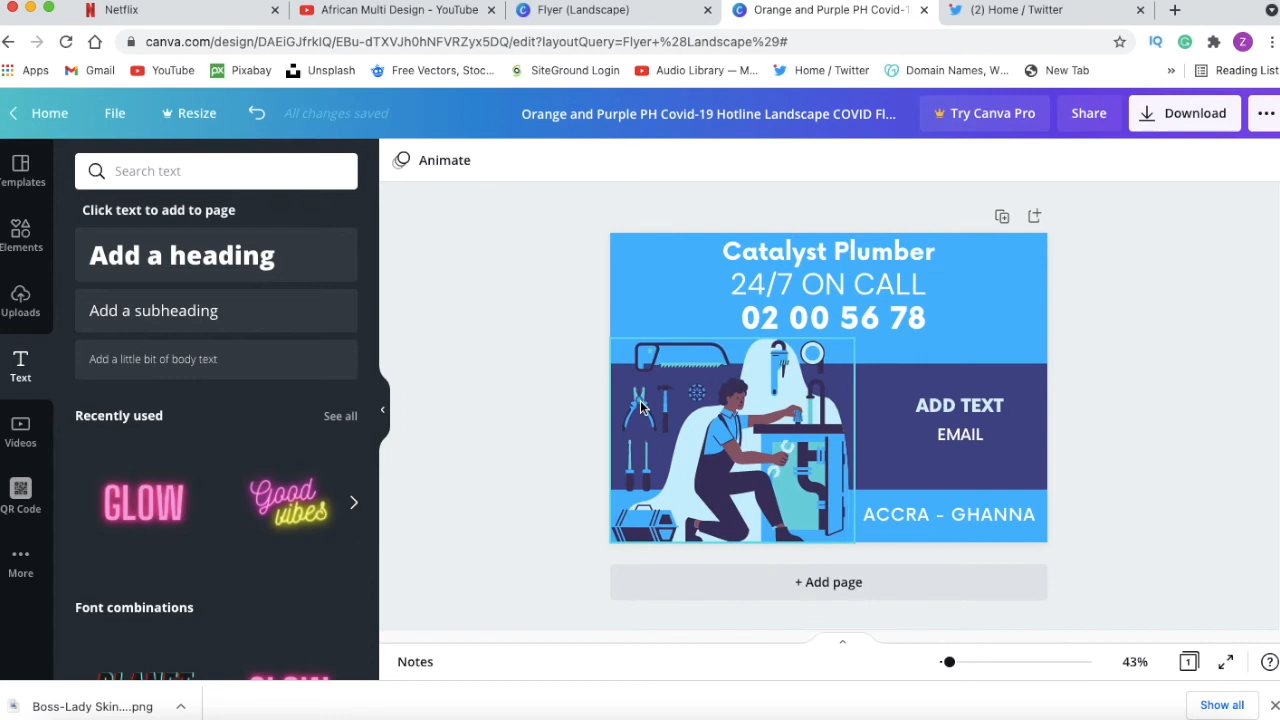 Netflix
African Multi Design - YouTube
Flyer (Landscape)
Orange and Purple PH Covid-1
(2) Home / Twitter
canva.com/design/DAEiGJfrkIQ/EBu-dTXVJh0hNFVRZyx5DQ/edit?layoutQuery=Flyer+%28Landscape%29#
Z
Apps
Gmail
YouTube
Pixabay
Unsplash
Free Vectors, Stoc...
SiteGround Login
Audio Library — M...
Home / Twitter
Domain Names, W...
New Tab
Reading List
Home
File
Resize
All changes saved
Orange and Purple PH Covid-19 Hotline Landscape COVID Fl...
Try Canva Pro
Share
Download
Templates
Elements
Uploads
Text
Videos
QR Code
More
Search text
Click text to add to page
Add a heading
Add a subheading
Add a little bit of body text
Recently used
See all
GLOW
Good
vibes
Font combinations
Animate
Catalyst Plumber
24/7 ON CALL
02 00 56 78
ADD TEXT
EMAIL
ACCRA - GHANNA
+ Add page
Notes
43%
1
Boss-Lady Skin....png
Show all